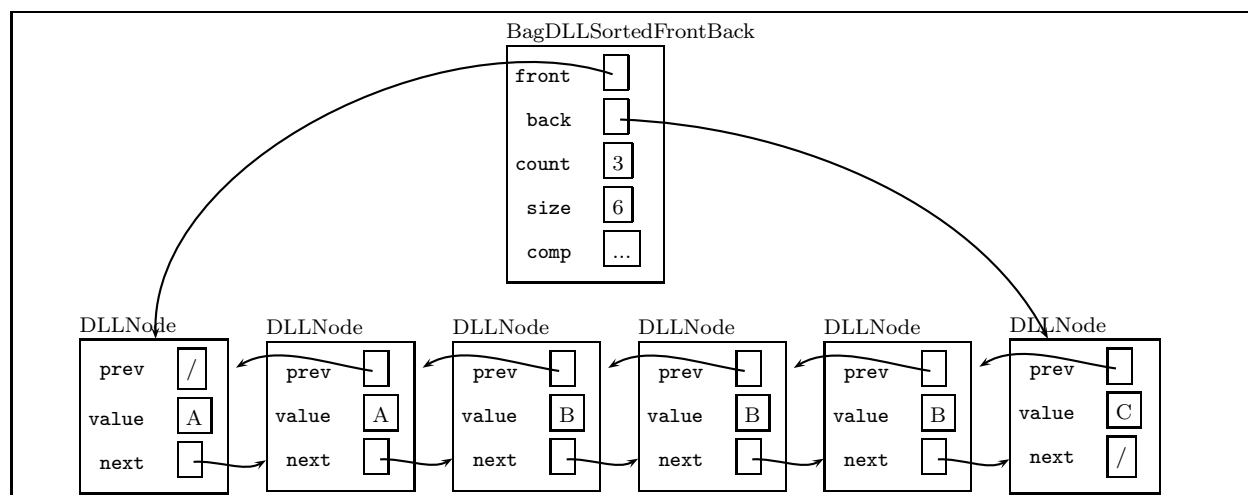 BagDLLSortedFrontBack
front
back
count 3
size 6
comp ...
DLLNode DLLNode DLLNode DLLNode DLLNode DLLNode
prev / prev prev prev prev prev
value A value A value B value B value B value C
next next next next next next /